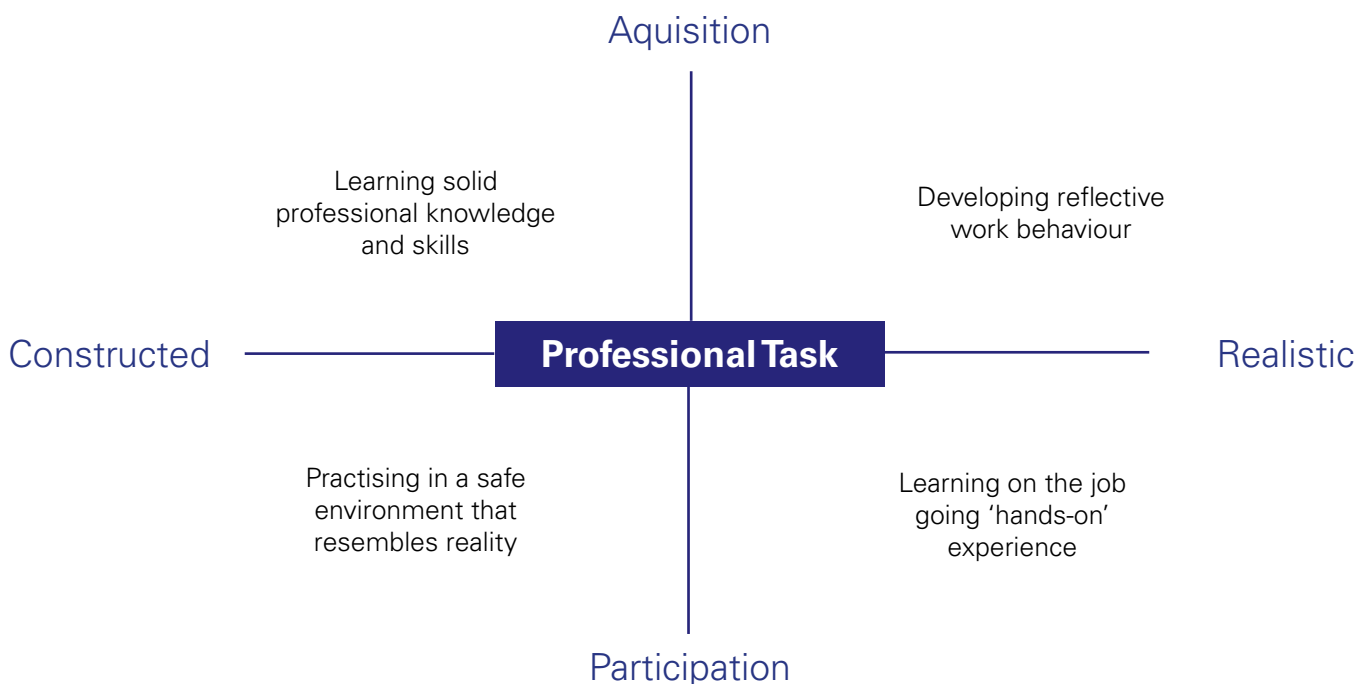 Aquisition
Learning solid
professional knowledge
and skills
Developing reflective
work behaviour
Constructed
Professional Task
Realistic
Practising in a safe
environment that
resembles reality
Learning on the job
going ‘hands-on’
experience
Participation